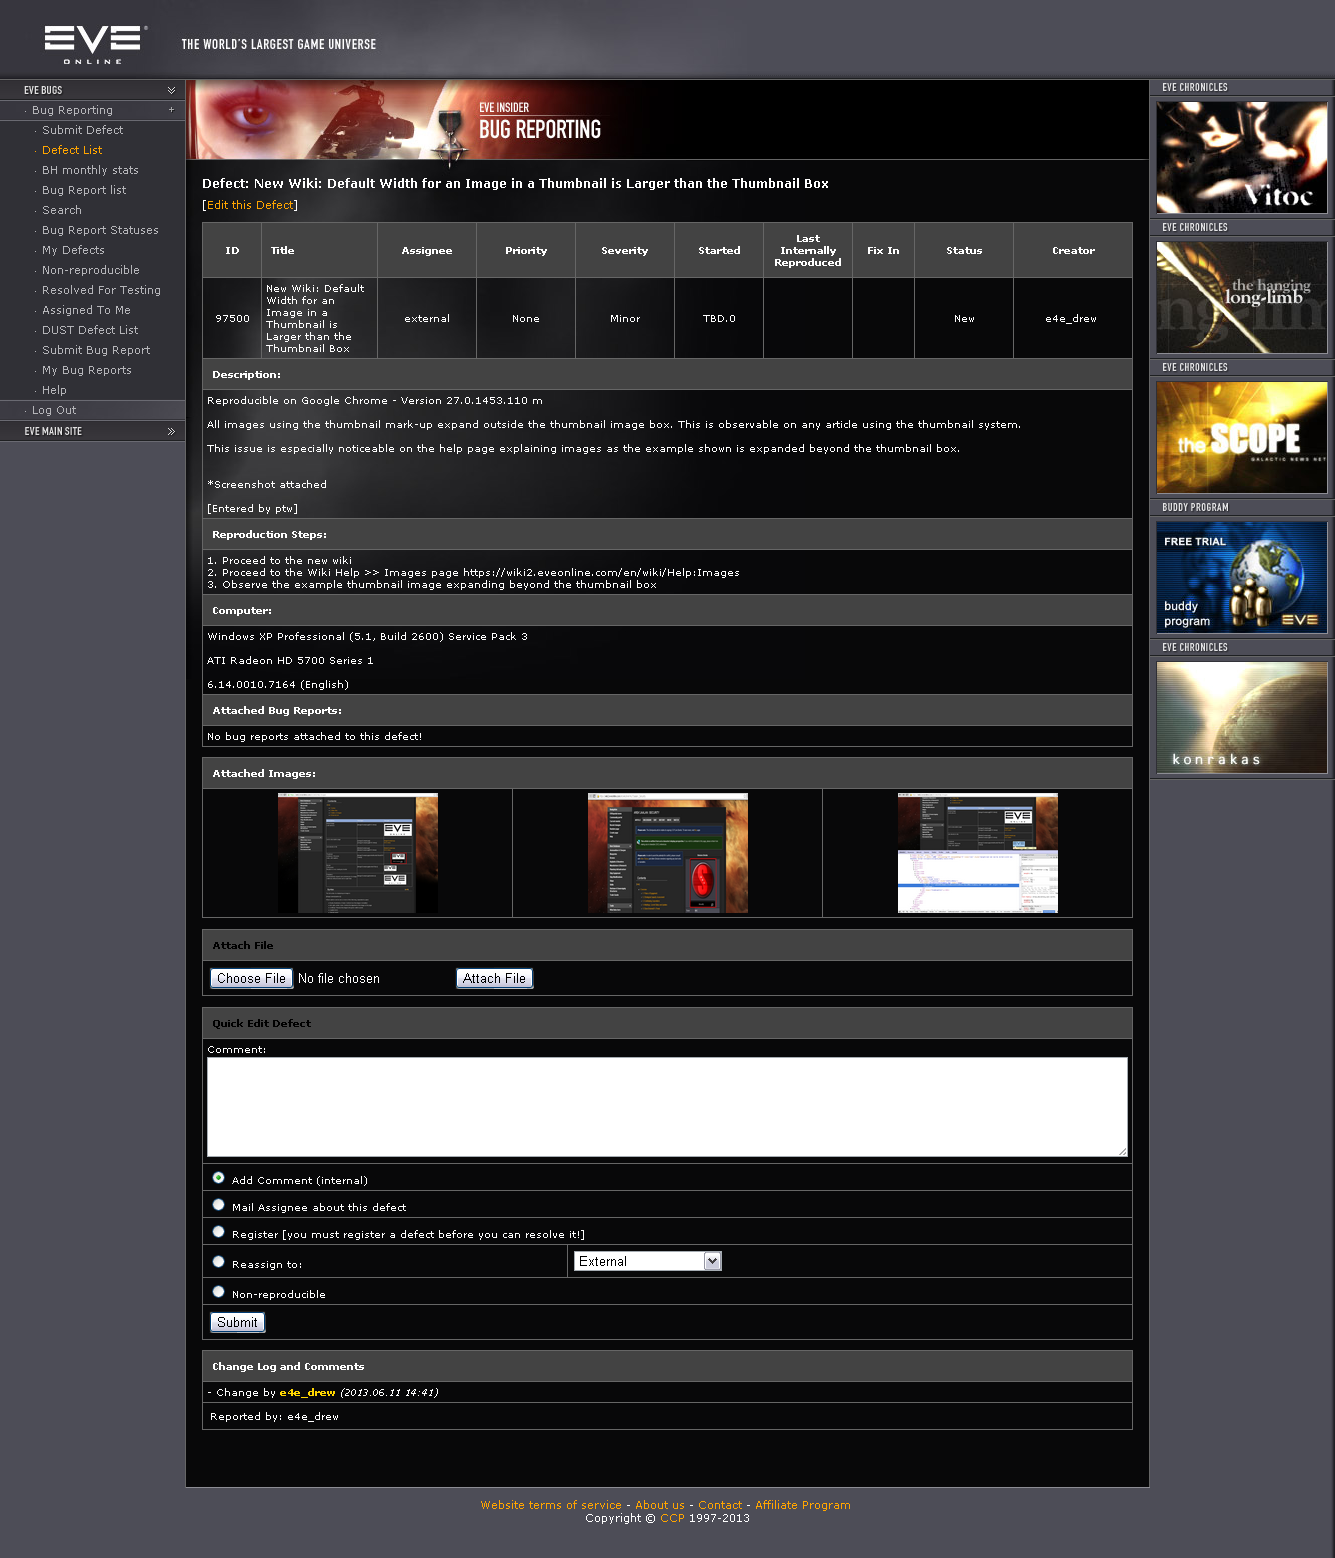 EVE
ONLINE
THE WORLD'S LARGEST GAME UNIVERSE
EVE BUGS
· Bug Reporting +
· Submit Defect
· Defect List
· BH monthly stats
· Bug Report list
· Search
· Bug Report Statuses
· My Defects
· Non-reproducible
· Resolved For Testing
· Assigned To Me
· DUST Defect List
· Submit Bug Report
· My Bug Reports
· Help
· Log Out
EVE MAIN SITE
EVE INSIDER
BUG REPORTING
Defect: New Wiki: Default Width for an Image in a Thumbnail is Larger than the Thumbnail Box
[Edit this Defect]
ID Title Assignee Priority Severity Started Last Internally Reproduced Fix In Status Creator
97500 New Wiki: Default Width for an Image in a Thumbnail is Larger than the Thumbnail Box external None Minor TBD.0 New e4e_drew
Description:
Reproducible on Google Chrome - Version 27.0.1453.110 m
All images using the thumbnail mark-up expand outside the thumbnail image box. This is observable on any article using the thumbnail system.
This issue is especially noticeable on the help page explaining images as the example shown is expanded beyond the thumbnail box.
*Screenshot attached
[Entered by ptw]
Reproduction Steps:
1. Proceed to the new wiki
2. Proceed to the Wiki Help >> Images page https://wiki2.eveonline.com/en/wiki/Help:Images
3. Observe the example thumbnail image expanding beyond the thumbnail box
Computer:
Windows XP Professional (5.1, Build 2600) Service Pack 3
ATI Radeon HD 5700 Series 1
6.14.0010.7164 (English)
Attached Bug Reports:
No bug reports attached to this defect!
Attached Images:
EVE
EVE
EVE
Attach File
Choose File No file chosen Attach File
Quick Edit Defect
Comment:
Add Comment (internal)
Mail Assignee about this defect
Register [you must register a defect before you can resolve it!]
Reassign to: External
Non-reproducible
Submit
Change Log and Comments
- Change by e4e_drew (2013.06.11 14:41)
Reported by: e4e_drew
EVE CHRONICLES
Vitoc
EVE CHRONICLES
the hanging
long-limb
EVE CHRONICLES
the SCOPE
GALACTIC NEWS NET
BUDDY PROGRAM
FREE TRIAL
buddy
program
EVE
EVE CHRONICLES
konrakas
Website terms of service - About us - Contact - Affiliate Program
Copyright © CCP 1997-2013